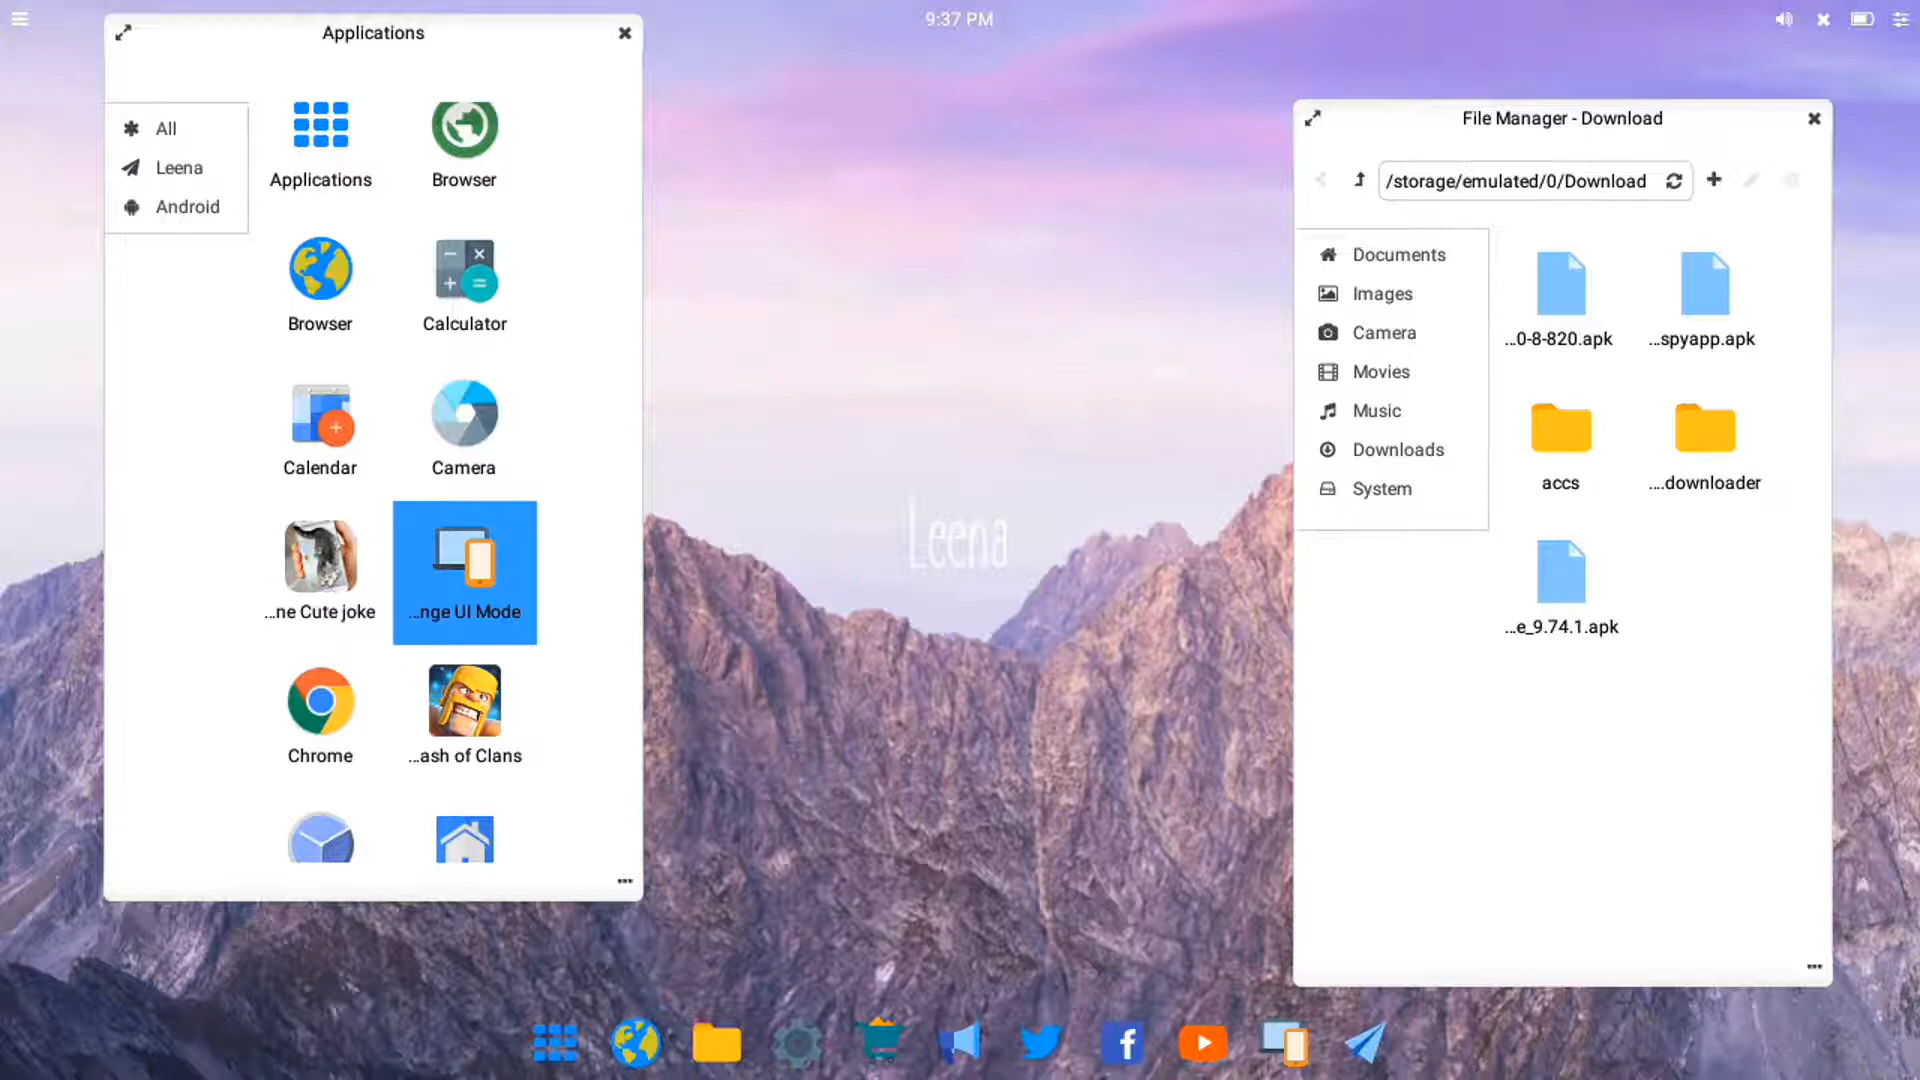 9:37 PM
Applications
All
Leena
Android
Applications
Browser
Browser
Calculator
Calendar
Camera
...ne Cute joke
...nge UI Mode
Chrome
...ash of Clans
Leena
File Manager - Download
/storage/emulated/0/Download
Documents
Images
Camera
Movies
Music
Downloads
System
...0-8-820.apk
...spyapp.apk
accs
....downloader
...e_9.74.1.apk